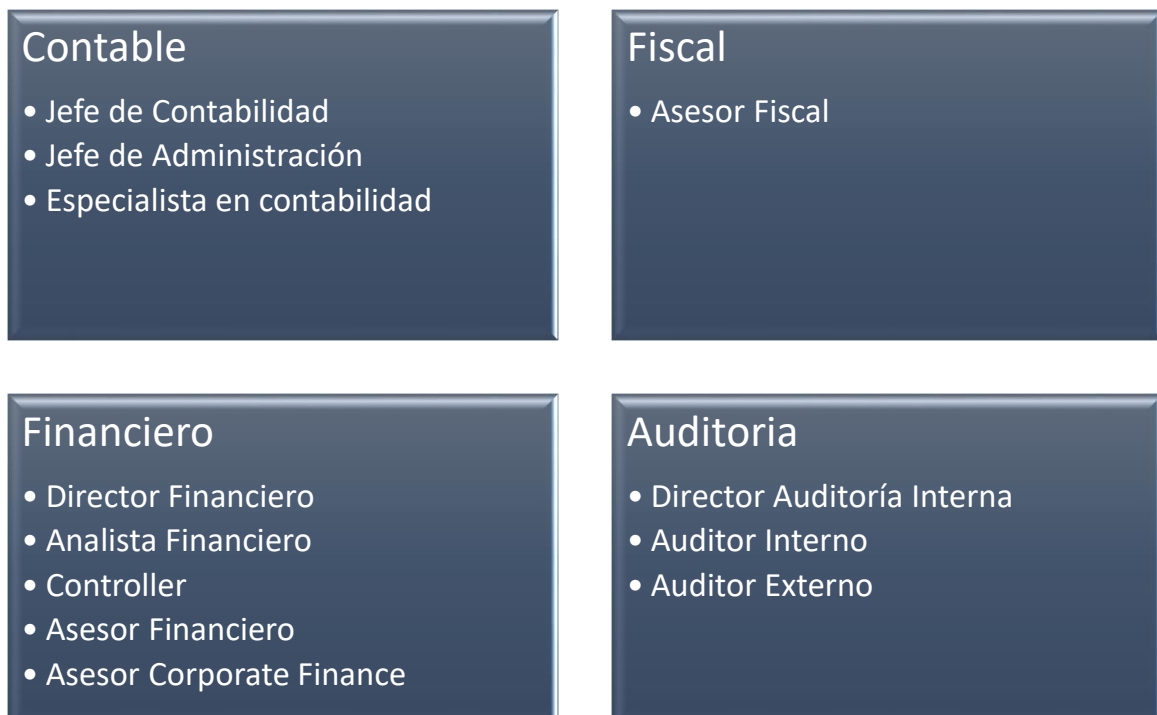 Contable
• Jefe de Contabilidad
• Jefe de Administración
• Especialista en contabilidad
Fiscal
• Asesor Fiscal
Financiero
• Director Financiero
• Analista Financiero
• Controller
• Asesor Financiero
• Asesor Corporate Finance
Auditoria
• Director Auditoría Interna
• Auditor Interno
• Auditor Externo